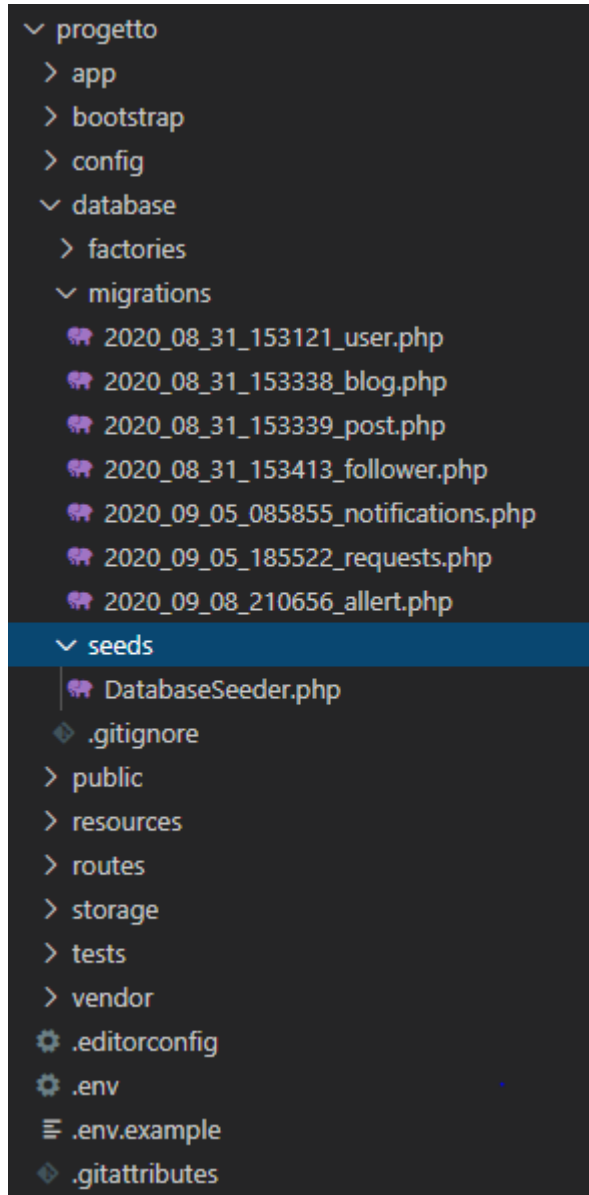 progetto
app
bootstrap
config
database
factories
migrations
2020_08_31_153121_user.php
2020_08_31_153338_blog.php
2020_08_31_153339_post.php
2020_08_31_153413_follower.php
2020_09_05_085855_notifications.php
2020_09_05_185522_requests.php
2020_09_08_210656_allert.php
seeds
DatabaseSeeder.php
.gitignore
public
resources
routes
storage
tests
vendor
.editorconfig
.env
.env.example
.gitattributes